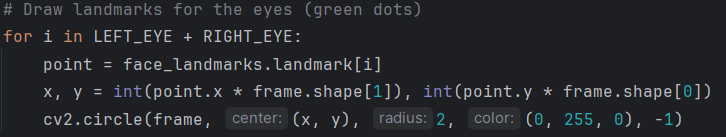 # Draw landmarks for the eyes (green dots)
for i in LEFT_EYE + RIGHT_EYE:
    point = face_landmarks.landmark[i]
    x, y = int(point.x * frame.shape[1]), int(point.y * frame.shape[0])
    cv2.circle(frame, center: (x, y), radius: 2, color: (0, 255, 0), -1)